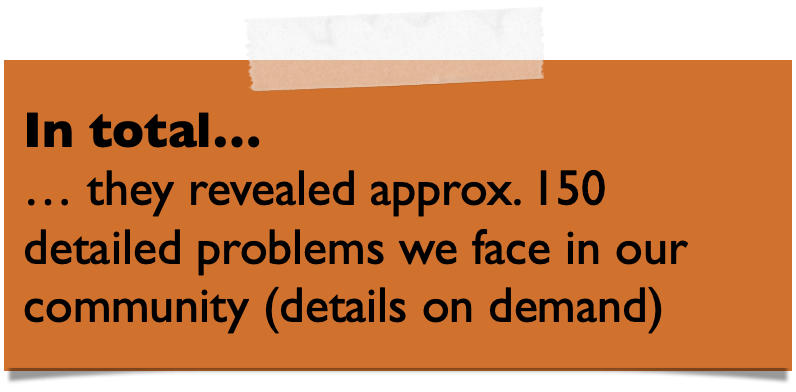 In total…
… they revealed approx. 150
detailed problems we face in our
community (details on demand)